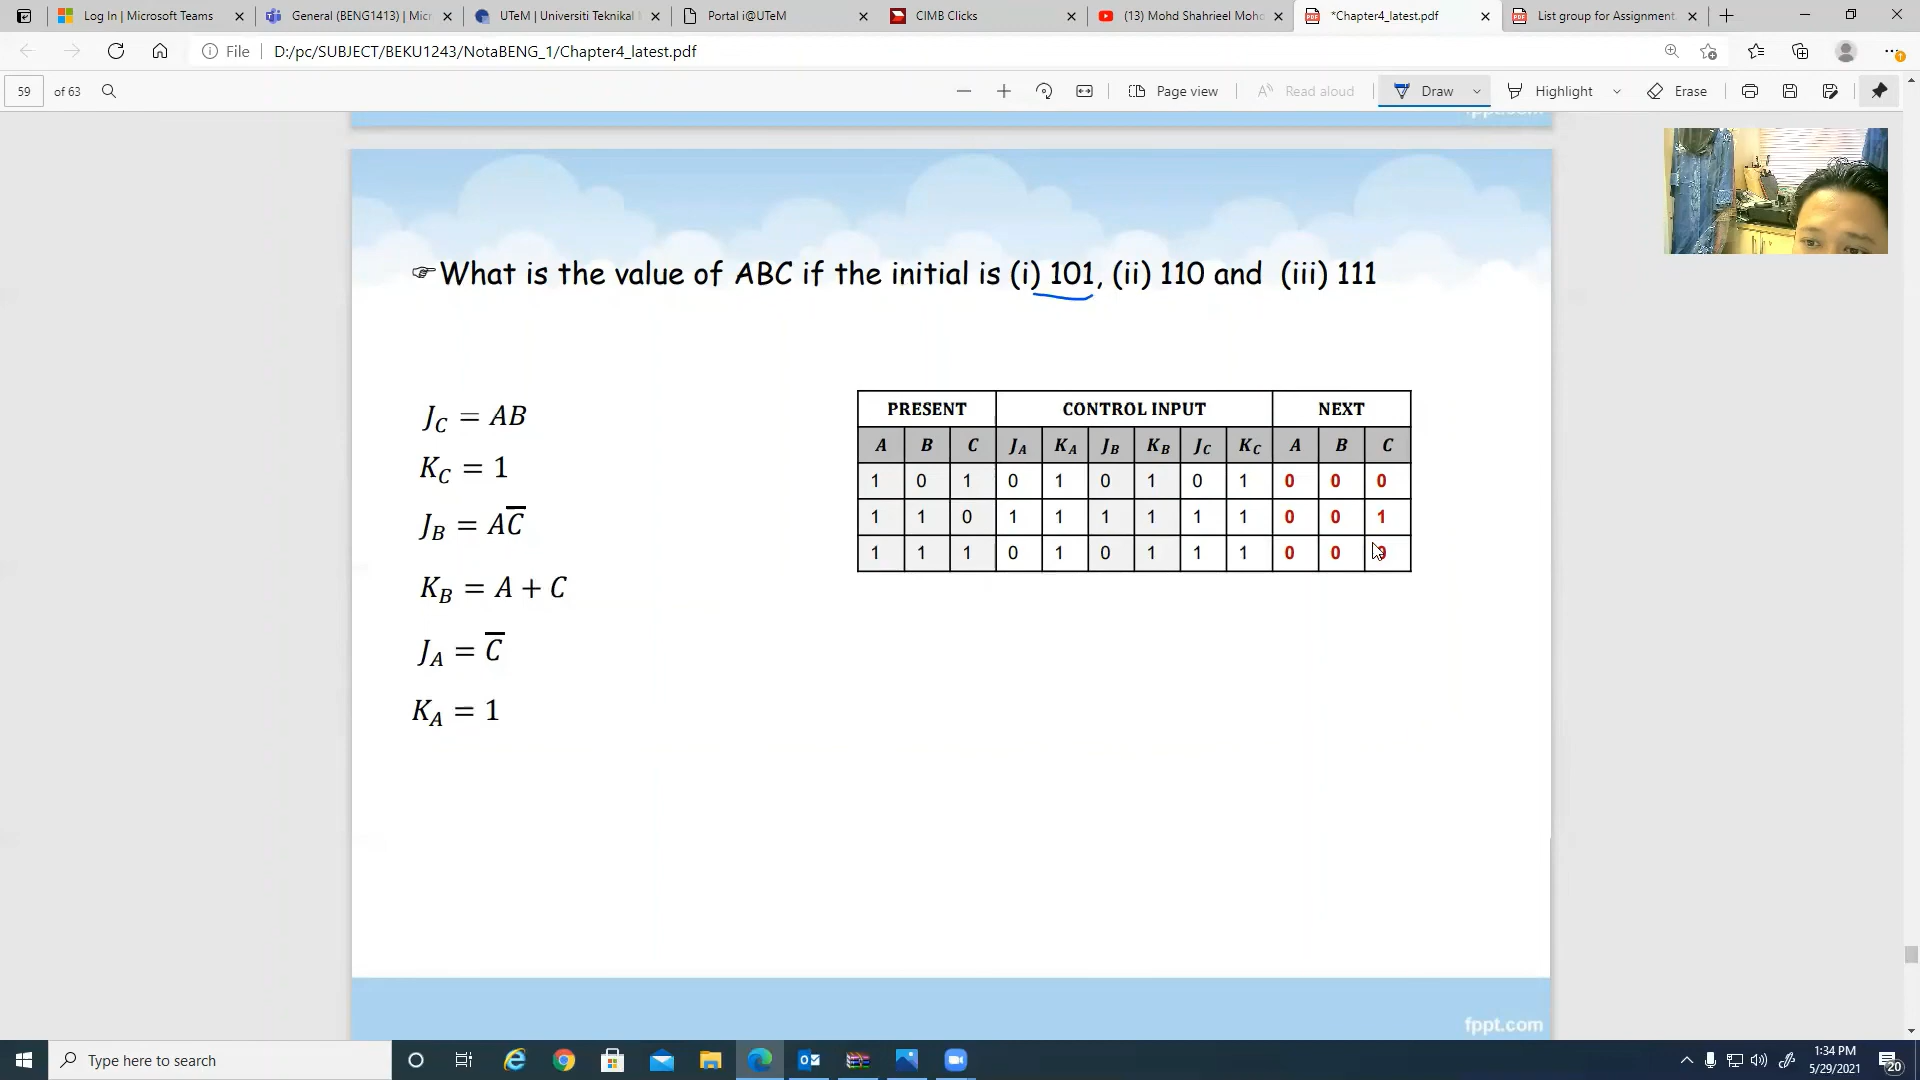 Log In | Microsoft Teams
General (BENG1413) | Micr
UTeM | Universiti Teknikal
Portal i@UTeM
CIMB Clicks
(13) Mohd Shahrieel Moho
*Chapter4_latest.pdf
List group for Assignment.
File D:/pc/SUBJECT/BEKU1243/NotaBENG_1/Chapter4_latest.pdf
59 of 63
Page view
Read aloud
Draw
Highlight
Erase
fppt.com
☞What is the value of ABC if the initial is (i) 101, (ii) 110 and (iii) 111
J_C = AB
K_C = 1
J_B = AC̅
K_B = A + C
J_A = C̅
K_A = 1
PRESENT CONTROL INPUT NEXT
A B C J_A K_A J_B K_B J_C K_C A B C
1 0 1 0 1 0 1 0 1 0 0 0
1 1 0 1 1 1 1 1 1 0 0 1
1 1 1 0 1 0 1 1 1 0 0 0
fppt.com
Type here to search
1:34 PM
5/29/2021
20